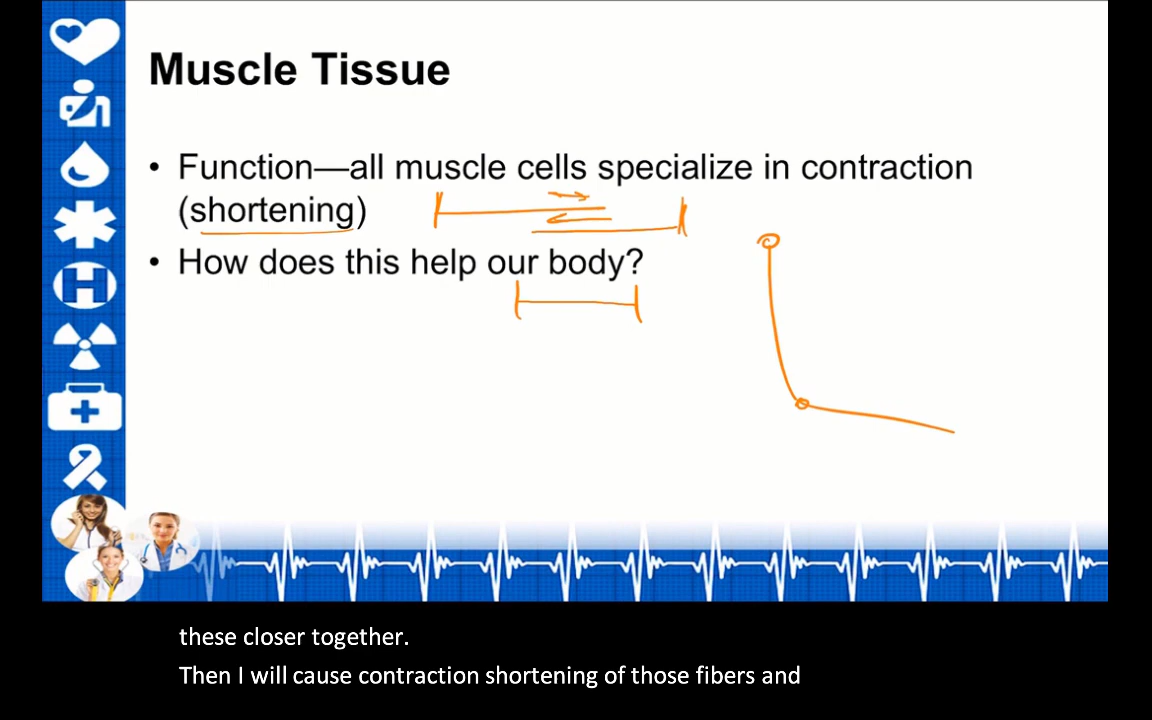 Muscle Tissue
• Function—all muscle cells specialize in contraction
(shortening)
• How does this help our body?
H
these closer together.
Then I will cause contraction shortening of those fibers and